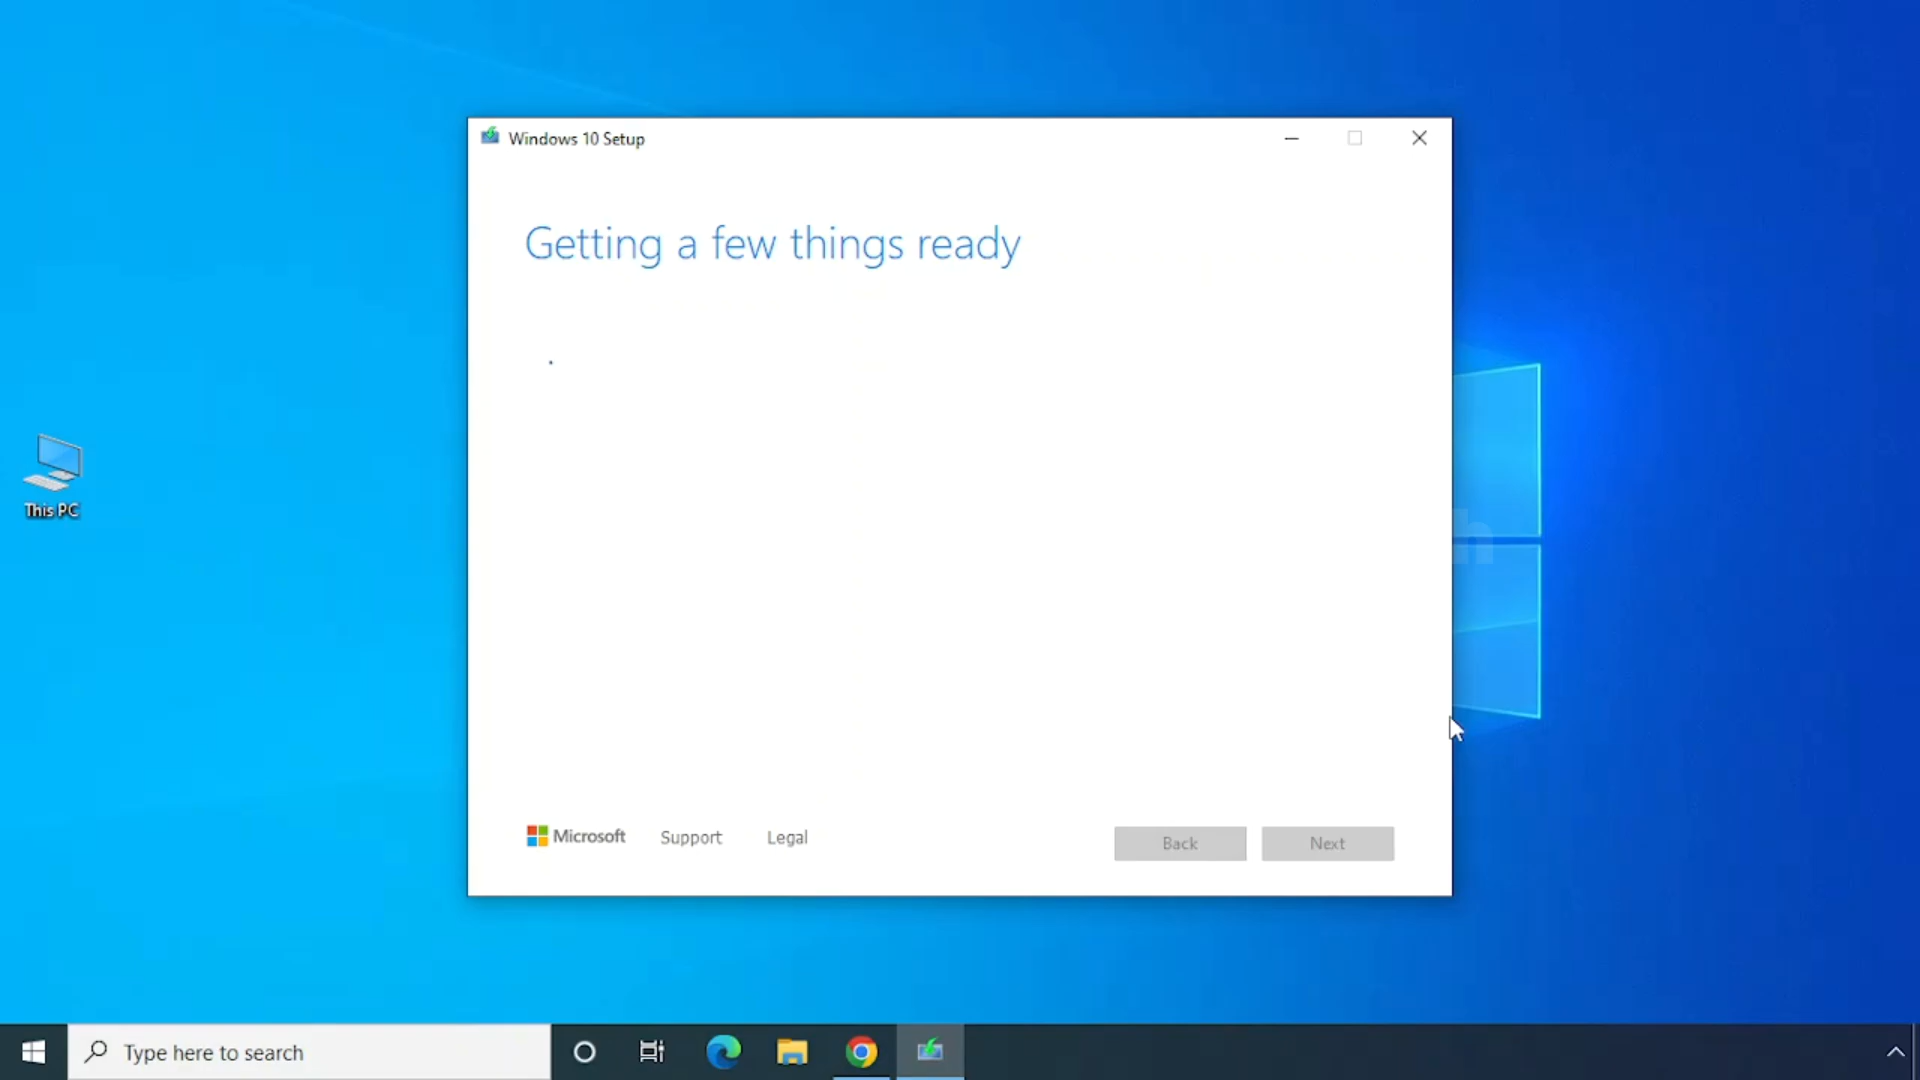 Windows 10 Setup
Getting a few things ready
This PC
h
Microsoft
Support
Legal
Back
Next
Type here to search